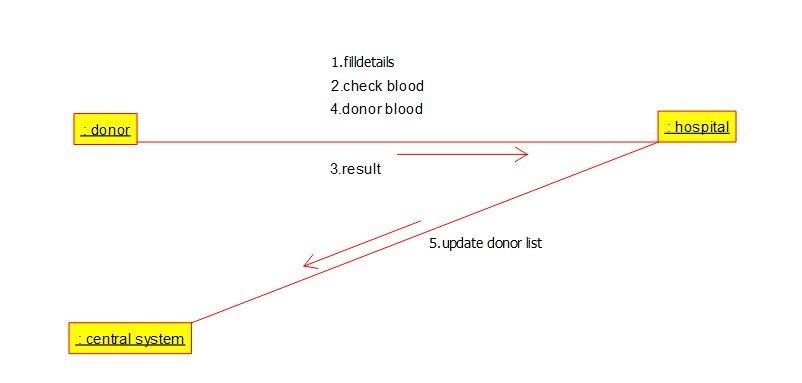 1.filldetails
2.check blood
4.donor blood
: donor
: hospital
3.result
5.update donor list
: central system